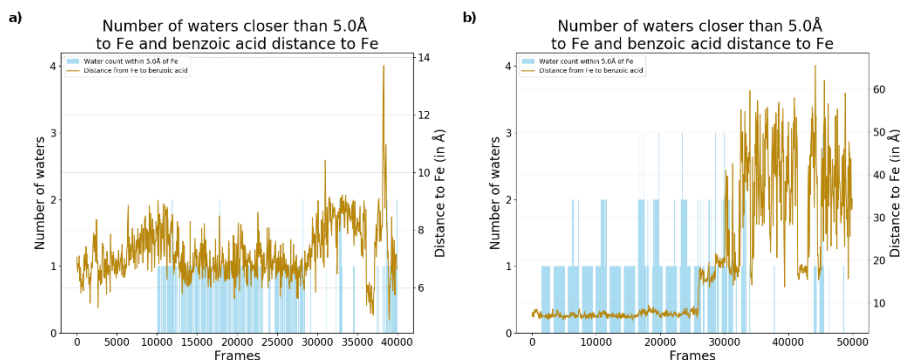 a)
Number of waters closer than 5.0Å
to Fe and benzoic acid distance to Fe
Water count within 5.0Å of Fe
Distance from Fe to benzoic acid
4
3
2
1
0
Number of waters
14
12
10
8
6
Distance to Fe (in Å)
0 5000 10000 15000 20000 25000 30000 35000 40000
Frames
b)
Number of waters closer than 5.0Å
to Fe and benzoic acid distance to Fe
Water count within 5.0Å of Fe
Distance from Fe to benzoic acid
4
3
2
1
0
Number of waters
60
50
40
30
20
10
Distance to Fe (in Å)
0 10000 20000 30000 40000 50000
Frames